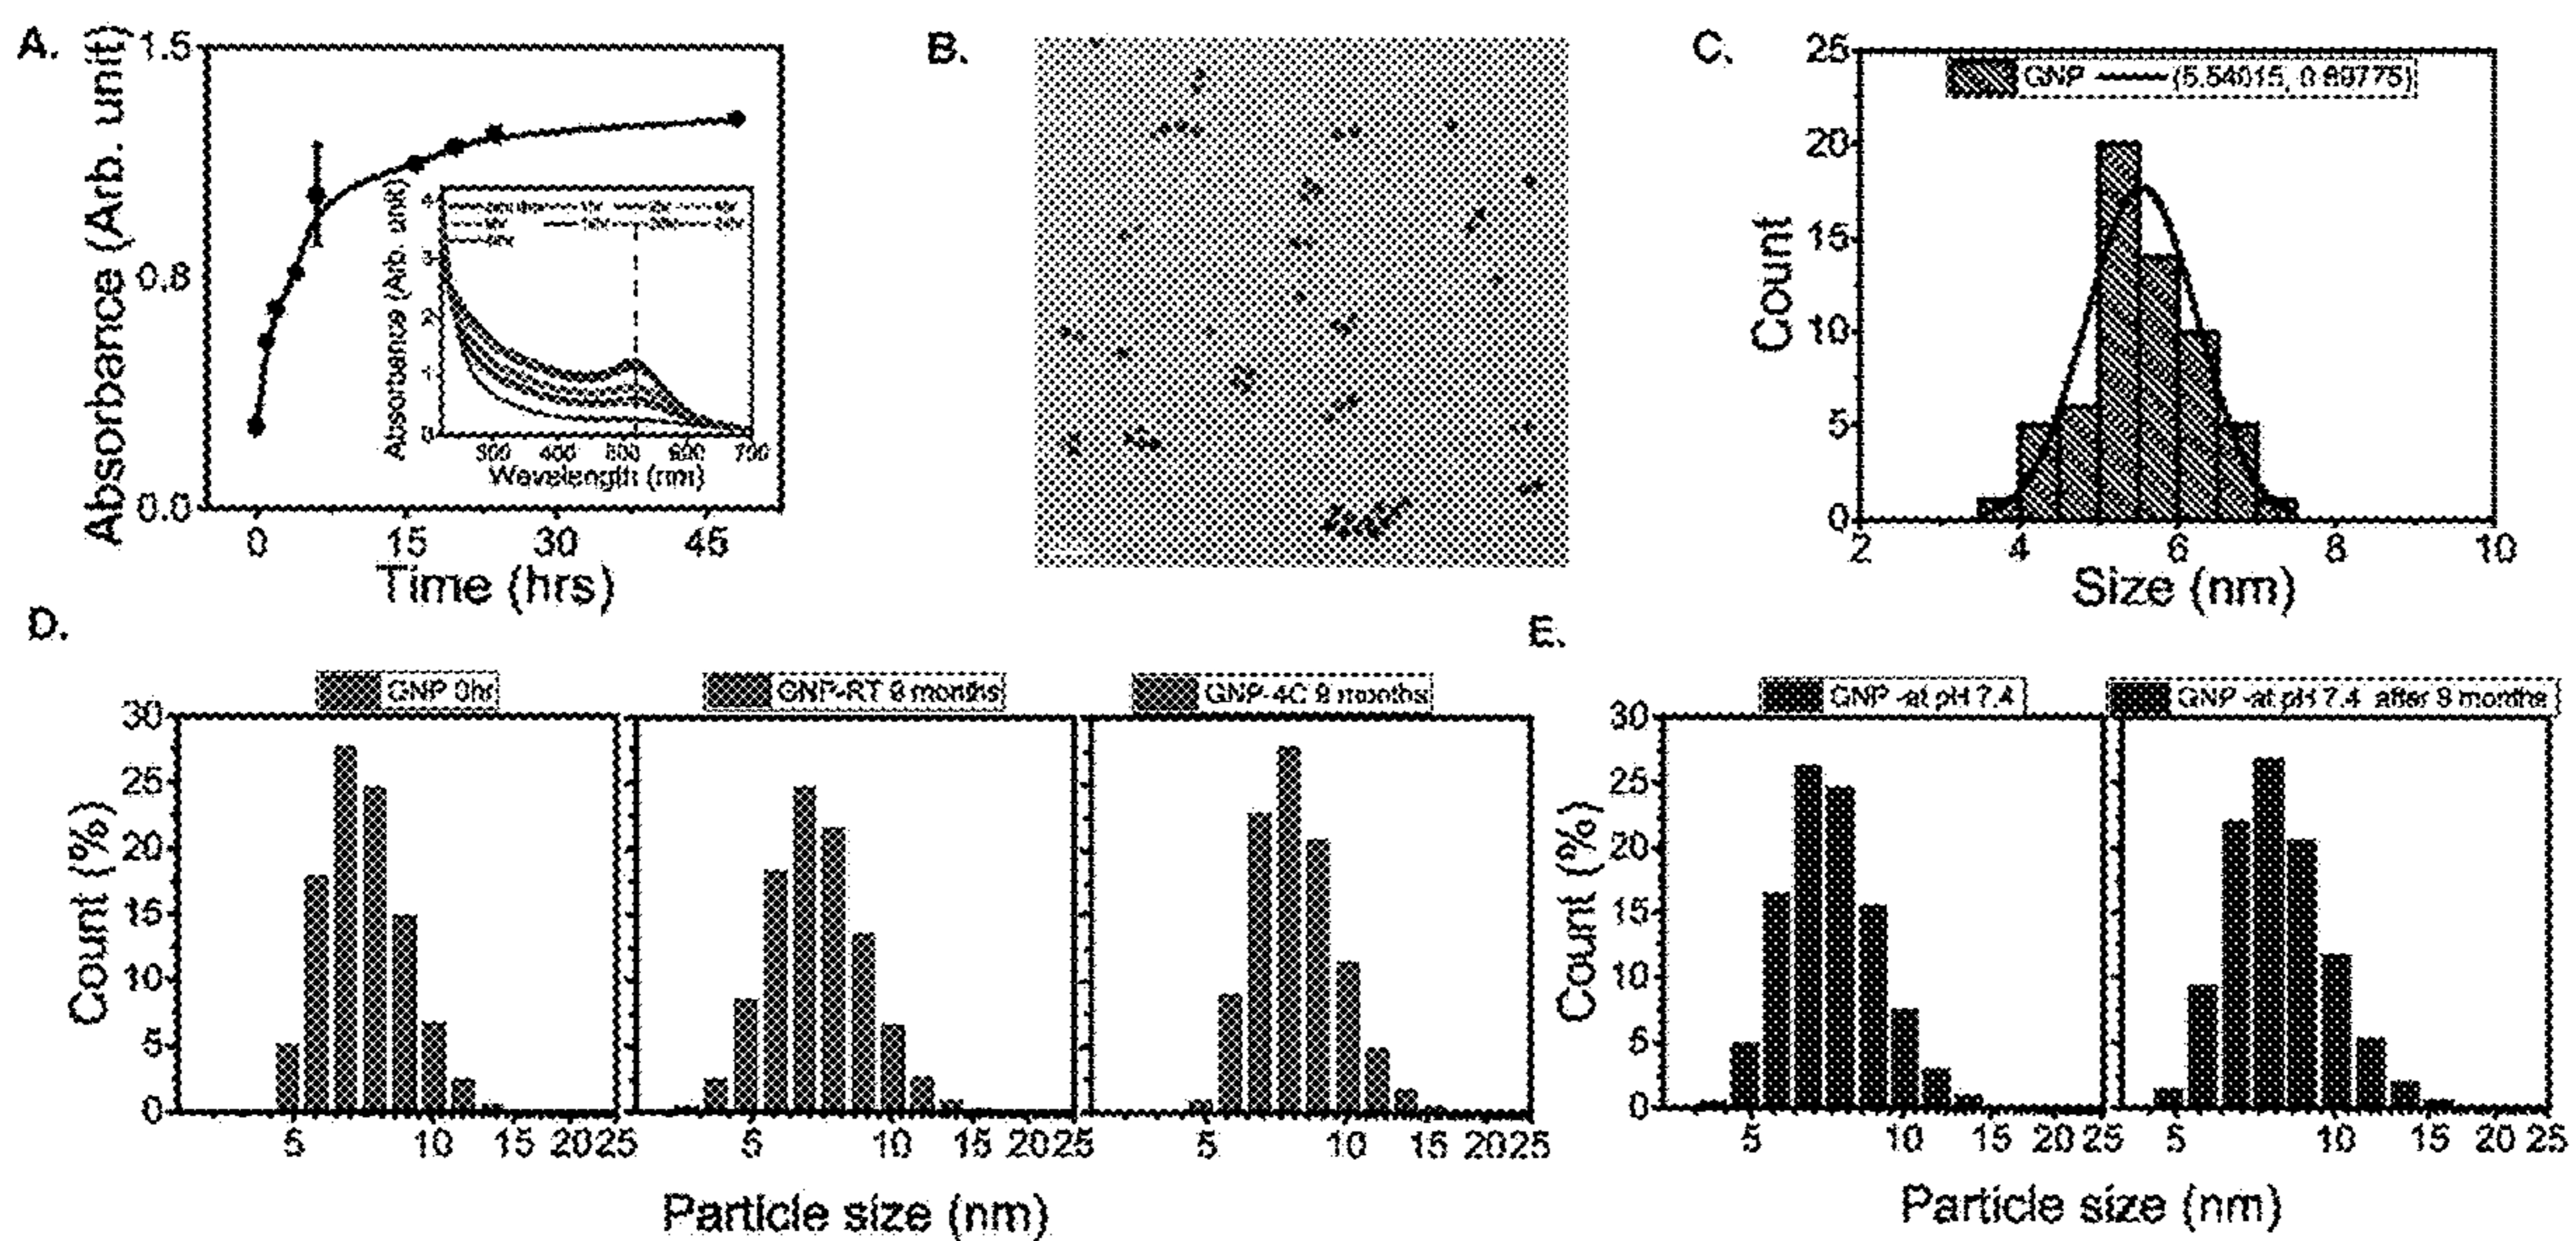 A.
Absorbance (Arb. unit)
1.5
0.8
0.0
0 15 30 45
Time (hrs)
Absorbance (Arb. unit)
4
3
2
1
0
300 400 500 600 700
Wavelength (nm)
B.
C.
Count
25
20
15
10
5
0
GNP
2 4 6 8 10
Size (nm)
D.
GNP 0hr
GNP-RT 9 months
GNP-4C 9 months
Count (%)
30
25
20
15
10
5
0
5 10 15 20 25
5 10 15 20 25
5 10 15 20 25
Particle size (nm)
E.
GNP -at pH 7.4
GNP -at pH 7.4 after 9 months
Count (%)
30
25
20
15
10
5
0
5 10 15 20 25
5 10 15 20 25
Particle size (nm)